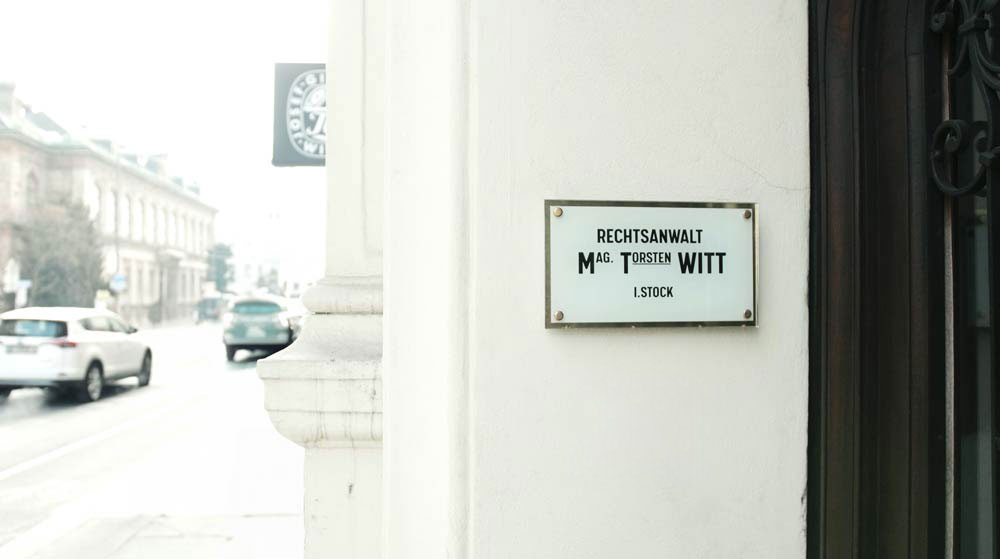 RECHTSANWALT
MAG. TORSTEN WITT
I.STOCK